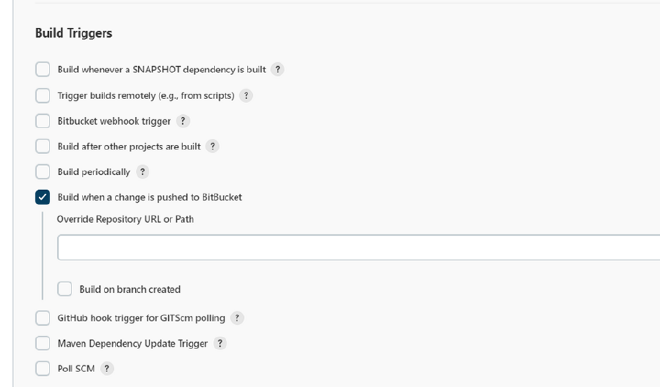 Build Triggers
Build whenever a SNAPSHOT dependency is built ?
Trigger builds remotely (e.g., from scripts) ?
Bitbucket webhook trigger ?
Build after other projects are built ?
Build periodically ?
Build when a change is pushed to BitBucket
Override Repository URL or Path
Build on branch created
GitHub hook trigger for GITScm polling ?
Maven Dependency Update Trigger ?
Poll SCM ?